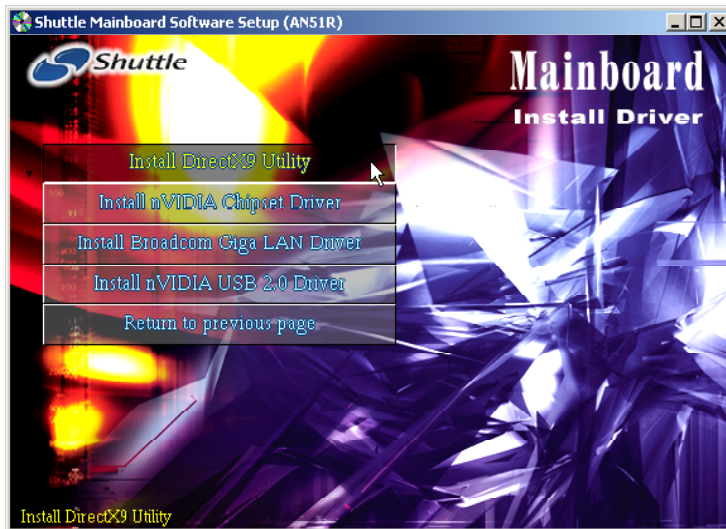 Shuttle Mainboard Software Setup (AN51R)
Shuttle
Mainboard
Install Driver
Install DirectX9 Utility
Install nVIDIA Chipset Driver
Install Broadcom Giga LAN Driver
Install nVIDIA USB 2.0 Driver
Return to previous page
Install DirectX9 Utility